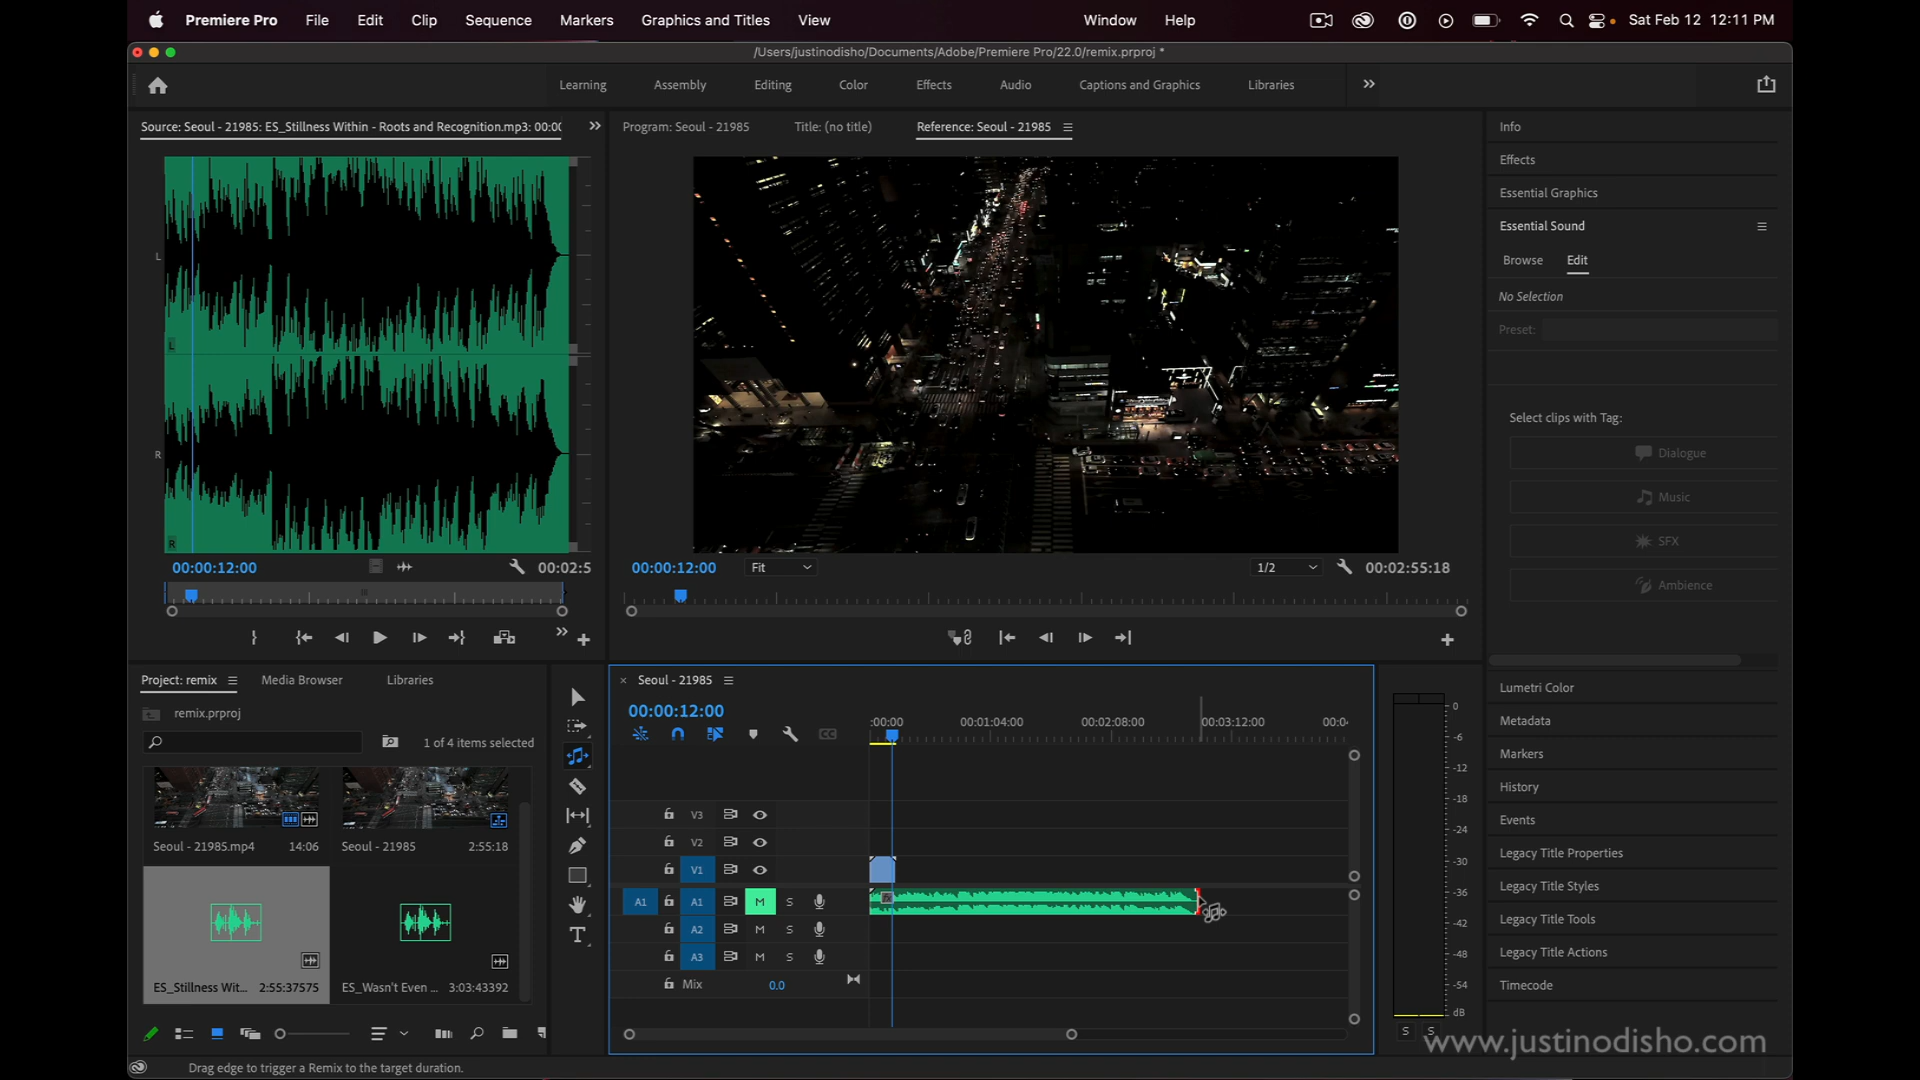 Premiere Pro File Edit Clip Sequence Markers Graphics and Titles View Window Help Sat Feb 12 12:11 PM
/Users/justinodisho/Documents/Adobe/Premiere Pro/22.0/remix.prproj *
Learning Assembly Editing Color Effects Audio Captions and Graphics Libraries
Source: Seoul - 21985: ES_Stillness Within - Roots and Recognition.mp3: 00:00
Program: Seoul - 21985 Title: (no title) Reference: Seoul - 21985
Info
Effects
Essential Graphics
Essential Sound
Browse Edit
No Selection
Preset:
Select clips with Tag:
Dialogue
Music
SFX
Ambience
L
L
R
R
00:00:12:00 00:02:5
00:00:12:00 Fit 1/2 00:02:55:18
Project: remix Media Browser Libraries
remix.prproj
1 of 4 items selected
Seoul - 21985.mp4 14:06 Seoul - 21985 2:55:18
ES_Stillness Wit... 2:55:37575 ES_Wasn't Even ... 3:03:43392
Seoul - 21985
00:00:12:00
:00:00 00:01:04:00 00:02:08:00 00:03:12:00 00:04
V3
V2
V1
A1 A1 M S
A2 M S
A3 M S
Mix 0.0
0
-6
-12
-18
-24
-30
-36
-42
-48
-54
dB
S S
Lumetri Color
Metadata
Markers
History
Events
Legacy Title Properties
Legacy Title Styles
Legacy Title Tools
Legacy Title Actions
Timecode
www.justinodisho.com
Drag edge to trigger a Remix to the target duration.